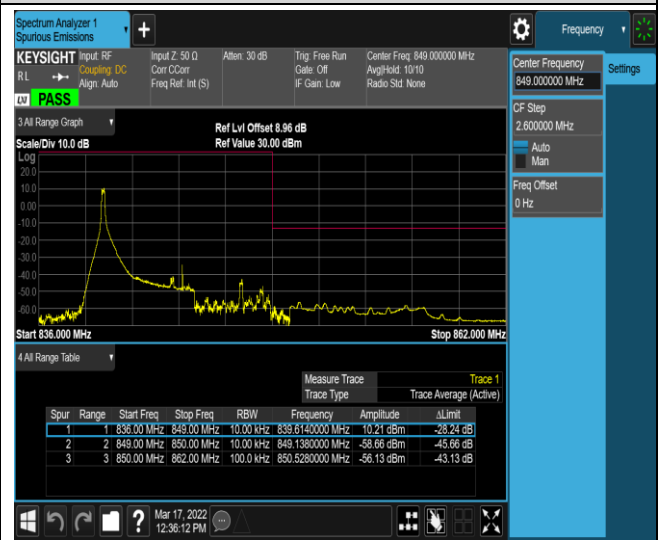 Spectrum Analyzer 1
Spurious Emissions
+
Frequency
KEYSIGHT Input: RF Input Z: 50 Ω Atten: 30 dB Trig: Free Run Center Freq: 849.000000 MHz
RL Coupling: DC Corr CCorr Gate: Off Avg|Hold: 10/10
Align: Auto Freq Ref: Int (S) IF Gain: Low Radio Std: None
LXI PASS
Center Frequency
849.000000 MHz
Settings
CF Step
2.600000 MHz
Auto
Man
Freq Offset
0 Hz
3 All Range Graph
Ref Lvl Offset 8.96 dB
Scale/Div 10.0 dB Ref Value 30.00 dBm
Log
20.0
10.0
0.00
-10.0
-20.0
-30.0
-40.0
-50.0
-60.0
Start 836.000 MHz Stop 862.000 MHz
4 All Range Table
Measure Trace Trace 1
Trace Type Trace Average (Active)
Spur Range Start Freq Stop Freq RBW Frequency Amplitude ΔLimit
1 1 836.00 MHz 849.00 MHz 10.00 kHz 839.6140000 MHz 10.21 dBm -28.24 dB
2 2 849.00 MHz 850.00 MHz 10.00 kHz 849.1380000 MHz -58.66 dBm -45.66 dB
3 3 850.00 MHz 862.00 MHz 100.0 kHz 850.5280000 MHz -56.13 dBm -43.13 dB
? Mar 17, 2022
12:36:12 PM